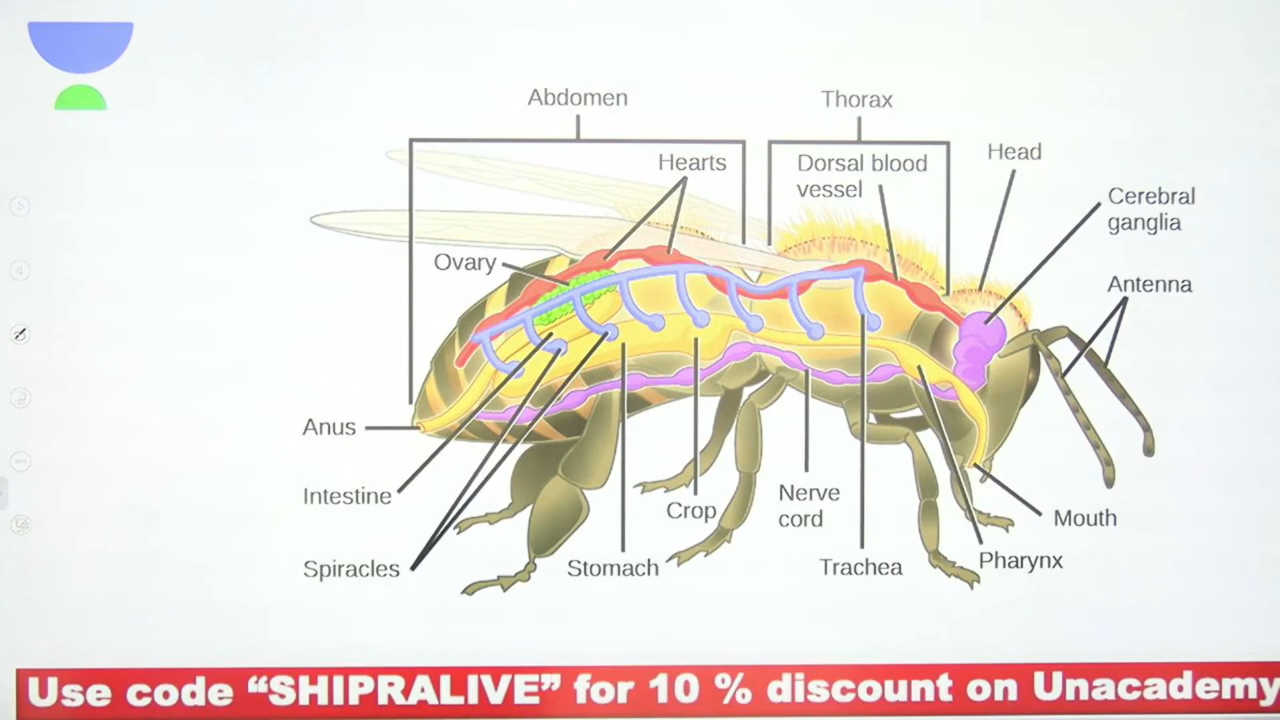 Abdomen
Thorax
Hearts
Dorsal blood
vessel
Head
Cerebral
ganglia
Ovary
Antenna
Anus
Intestine
Crop
Nerve
cord
Mouth
Spiracles
Stomach
Trachea
Pharynx
Use code “SHIPRALIVE” for 10 % discount on Unacademy